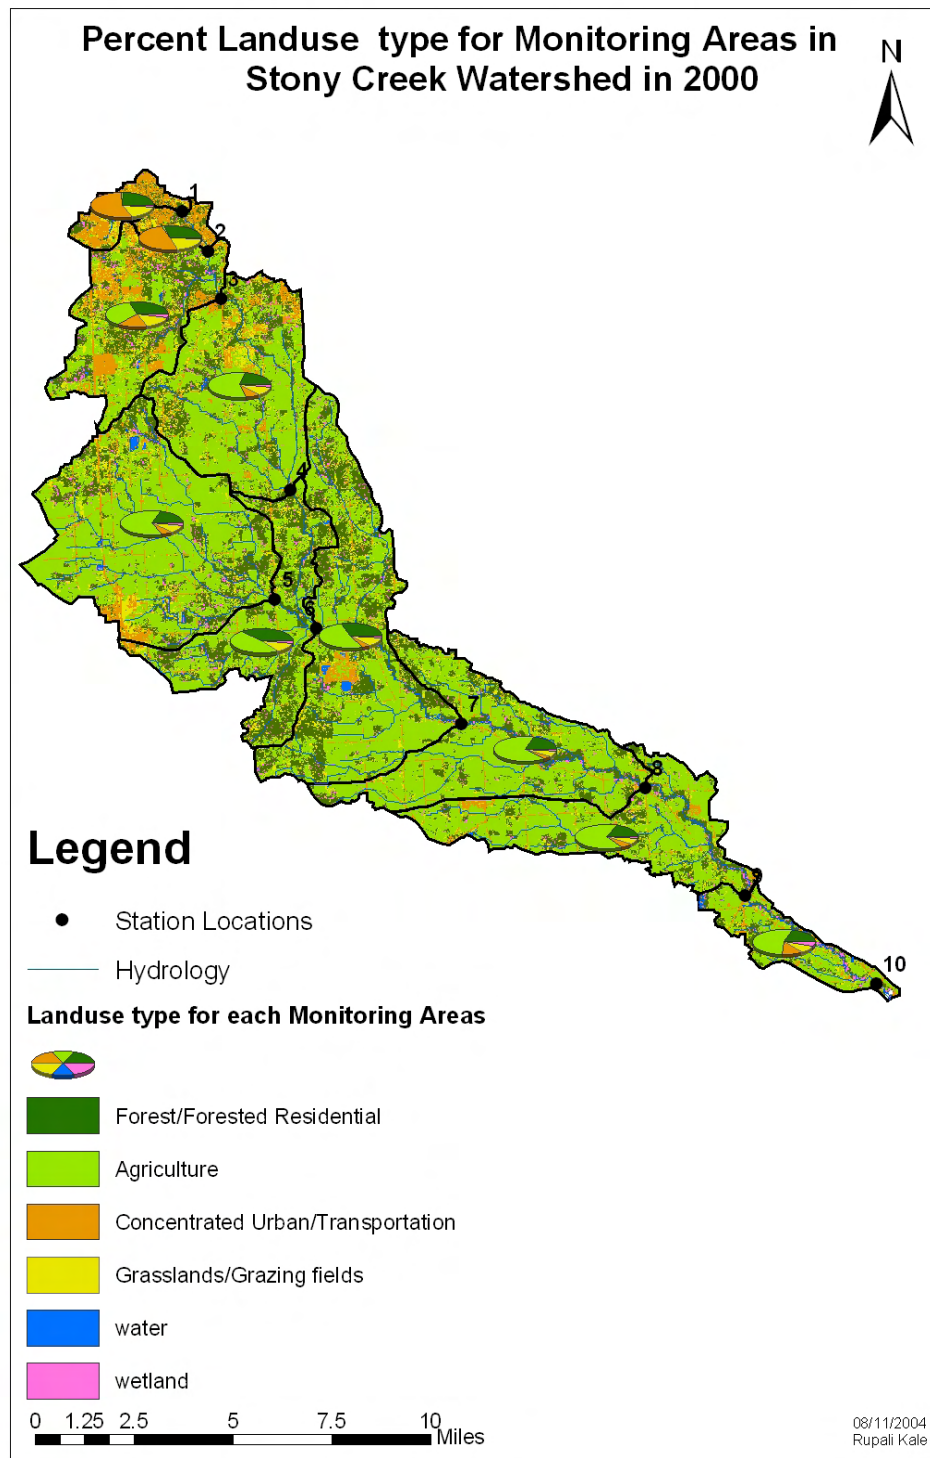 Percent Landuse type for Monitoring Areas in
Stony Creek Watershed in 2000
N
1
2
3
4
5
6
7
8
9
10
Legend
Station Locations
Hydrology
Landuse type for each Monitoring Areas
Forest/Forested Residential
Agriculture
Concentrated Urban/Transportation
Grasslands/Grazing fields
water
wetland
0 1.25 2.5 5 7.5 10
Miles
08/11/2004
Rupali Kale